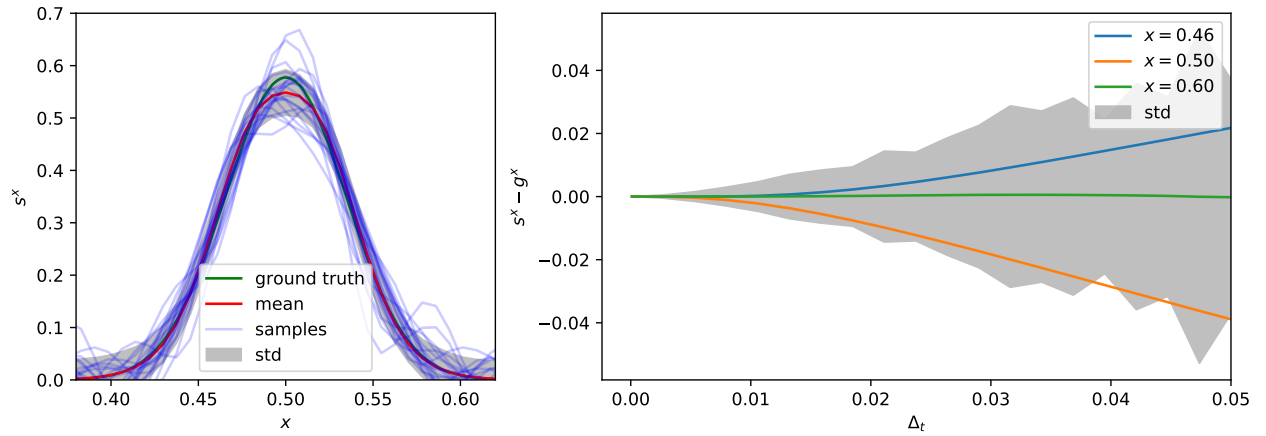 0.7
0.6
0.5
0.4
0.3
0.2
0.1
0.0
s^x
ground truth
mean
samples
std
0.40
0.45
0.50
0.55
0.60
x
0.04
0.02
0.00
−0.02
−0.04
s^x − g^x
x = 0.46
x = 0.50
x = 0.60
std
0.00
0.01
0.02
0.03
0.04
0.05
Δ_t